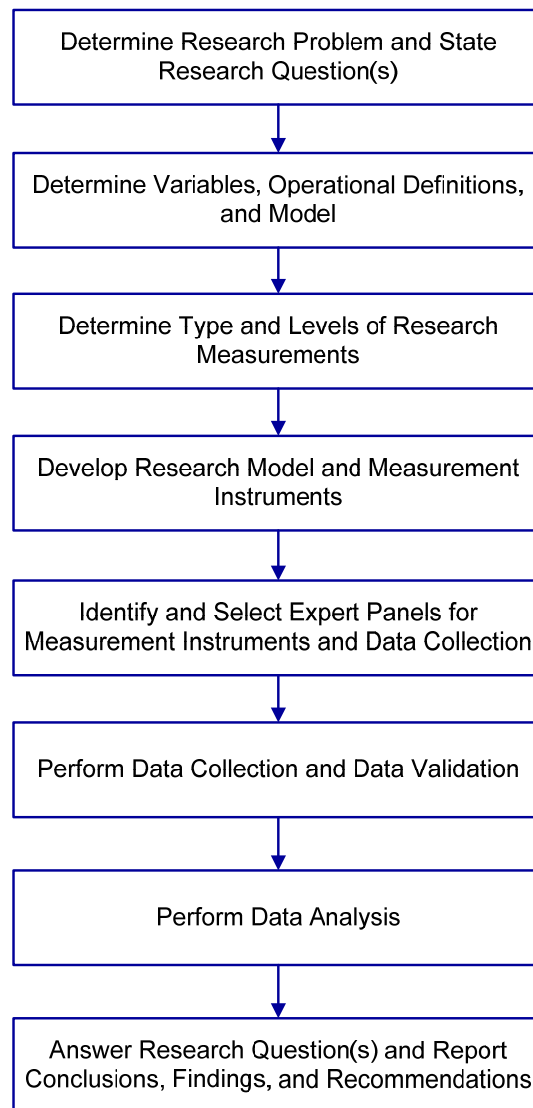 Determine Research Problem and State
Research Question(s)
Determine Variables, Operational Definitions,
and Model
Determine Type and Levels of Research
Measurements
Develop Research Model and Measurement
Instruments
Identify and Select Expert Panels for
Measurement Instruments and Data Collection
Perform Data Collection and Data Validation
Perform Data Analysis
Answer Research Question(s) and Report
Conclusions, Findings, and Recommendations